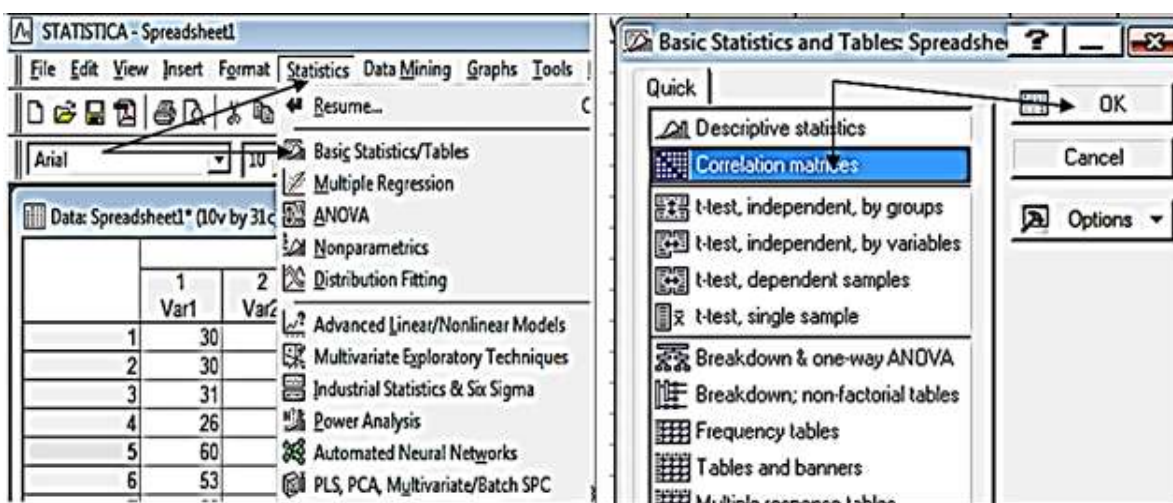 STATISTICA - Spreadsheet1
File Edit View Insert Format Statistics Data Mining Graphs Tools
Arial
10
Resume...
Basic Statistics/Tables
Multiple Regression
ANOVA
Nonparametrics
Distribution Fitting
Advanced Linear/Nonlinear Models
Multivariate Exploratory Techniques
Industrial Statistics & Six Sigma
Power Analysis
Automated Neural Networks
PLS, PCA, Multivariate/Batch SPC
Data: Spreadsheet1* (10v by 31c
1 2
Var1 Var2
1 30
2 30
3 31
4 26
5 60
6 53
Basic Statistics and Tables: Spreadshe
Quick
Descriptive statistics
Correlation matrices
t-test, independent, by groups
t-test, independent, by variables
t-test, dependent samples
t-test, single sample
Breakdown & one-way ANOVA
Breakdown; non-factorial tables
Frequency tables
Tables and banners
Multiple response tables
OK
Cancel
Options